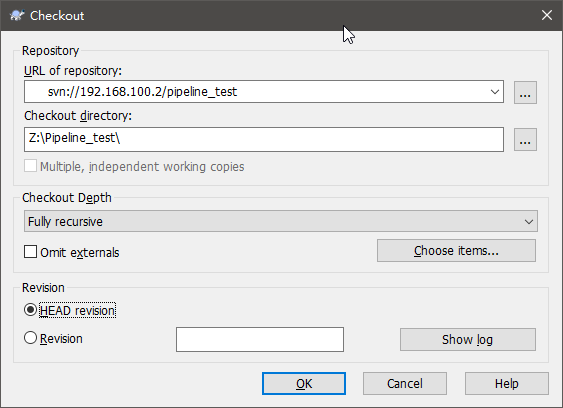 Checkout
Repository
URL of repository:
svn://192.168.100.2/pipeline_test
...
Checkout directory:
Z:\Pipeline_test\
...
Multiple, independent working copies
Checkout Depth
Fully recursive
Omit externals
Choose items...
Revision
HEAD revision
Revision
Show log
OK
Cancel
Help